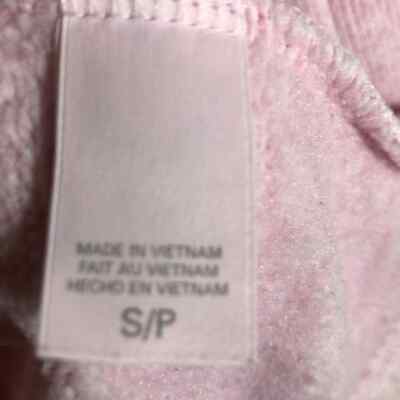 MADE IN VIETNAM
FAIT AU VIETNAM
HECHO EN VIETNAM
S/P